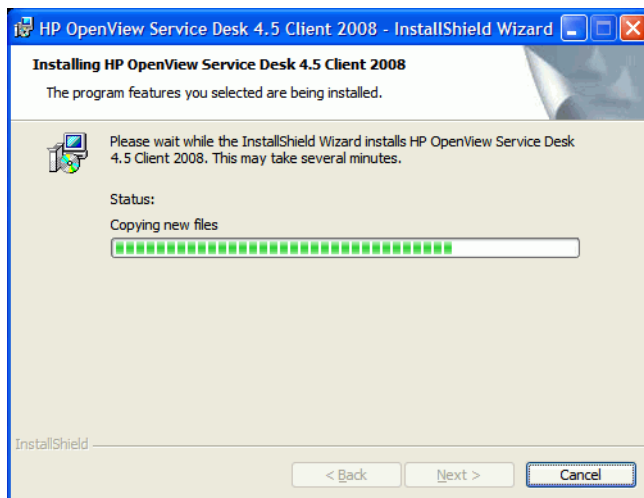 HP OpenView Service Desk 4.5 Client 2008 - InstallShield Wizard
Installing HP OpenView Service Desk 4.5 Client 2008
The program features you selected are being installed.
Please wait while the InstallShield Wizard installs HP OpenView Service Desk
4.5 Client 2008. This may take several minutes.
Status:
Copying new files
InstallShield
< Back Next > Cancel